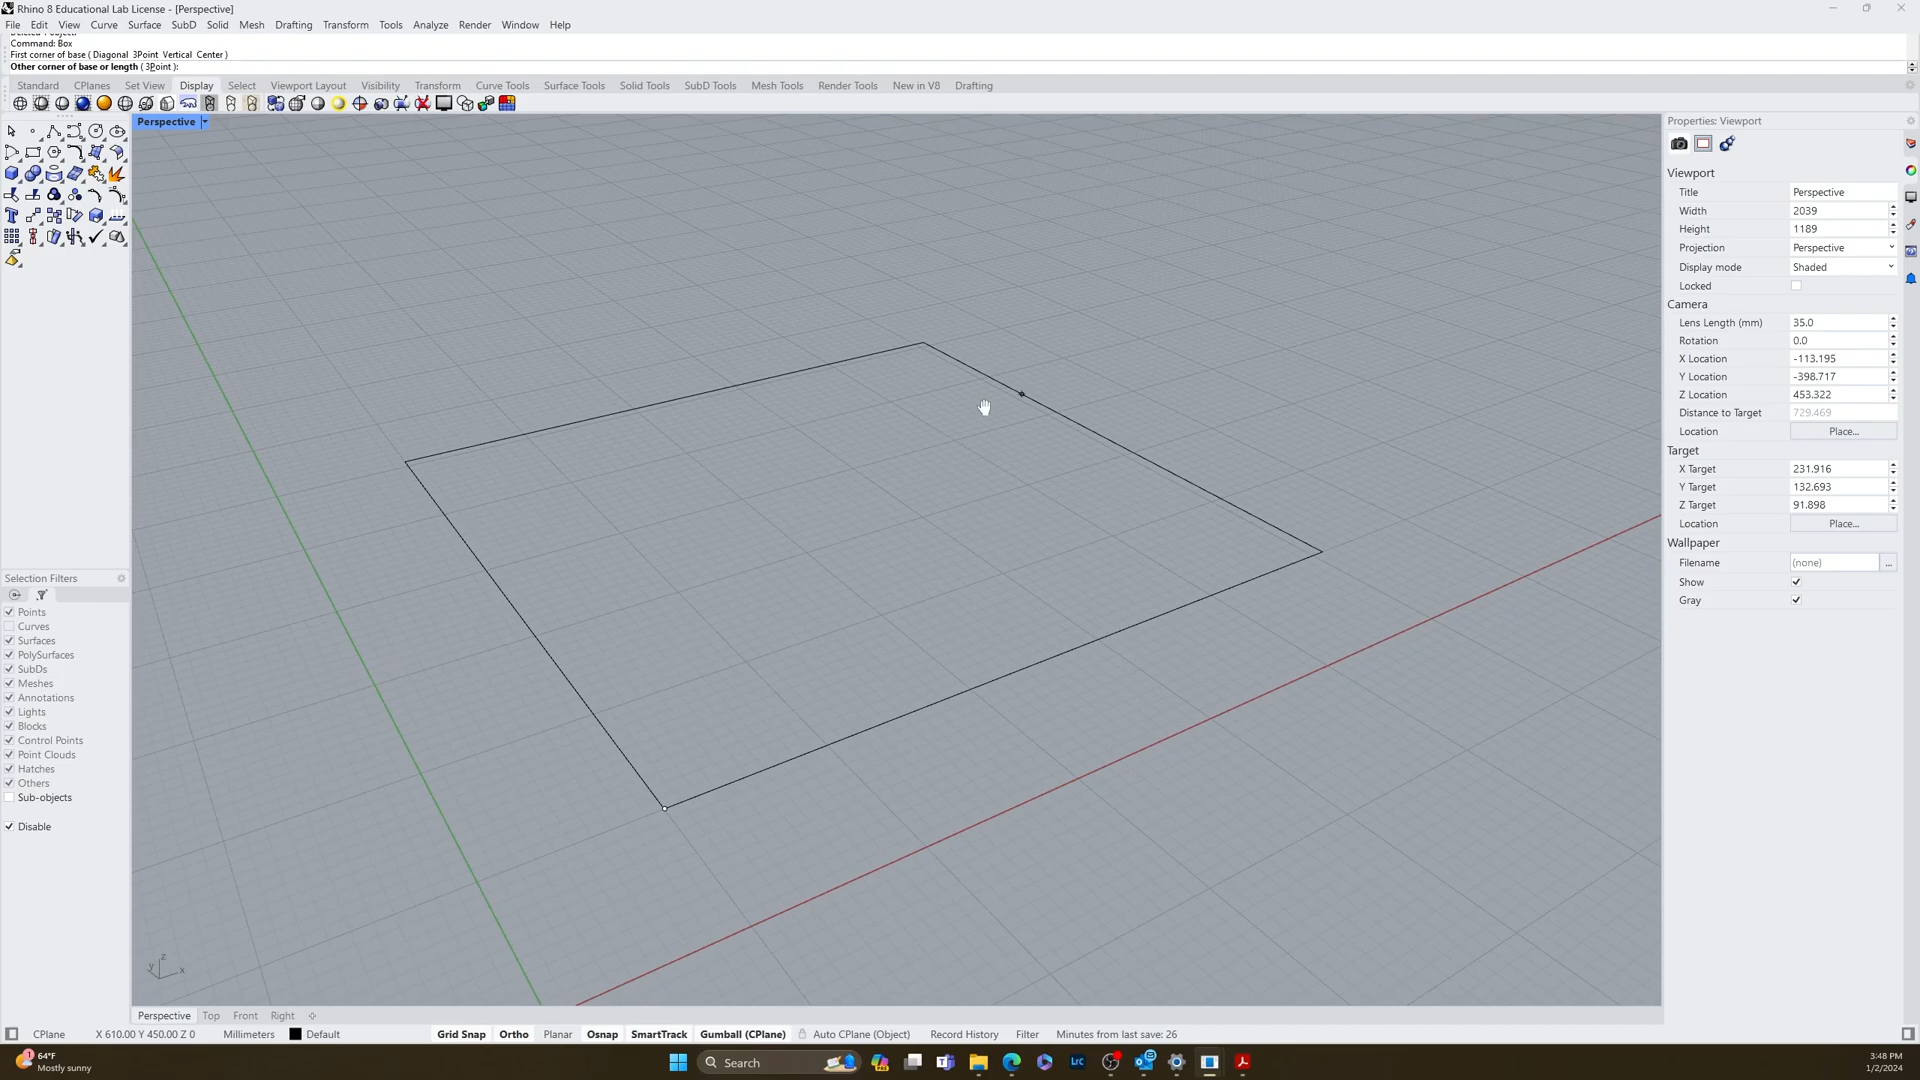 Rhino 8 Educational Lab License - [Perspective]
File Edit View Curve Surface SubD Solid Mesh Drafting Transform Tools Analyze Render Window Help
Command: Box
First corner of base ( Diagonal 3Point Vertical Center )
Other corner of base or length ( 3Point ):
Standard CPlanes Set View Display Select Viewport Layout Visibility Transform Curve Tools Surface Tools Solid Tools SubD Tools Mesh Tools Render Tools New in V8 Drafting
Perspective
Properties: Viewport
Viewport
Title Perspective
Width 2039
Height 1189
Projection Perspective
Display mode Shaded
Locked
Camera
Lens Length (mm) 35.0
Rotation 0.0
X Location -113.195
Y Location -398.717
Z Location 453.322
Distance to Target 729.469
Location Place...
Target
X Target 231.916
Y Target 132.693
Z Target 91.898
Location Place...
Wallpaper
Filename (none) ...
Show
Gray
Selection Filters
Points
Curves
Surfaces
PolySurfaces
SubDs
Meshes
Annotations
Lights
Blocks
Control Points
Point Clouds
Hatches
Others
Sub-objects
Disable
z
y x
Perspective Top Front Right
CPlane X 610.00 Y 450.00 Z 0 Millimeters Default Grid Snap Ortho Planar Osnap SmartTrack Gumball (CPlane) Auto CPlane (Object) Record History Filter Minutes from last save: 26
1 64°F
Mostly sunny
Search
Lrc
3:48 PM
1/2/2024